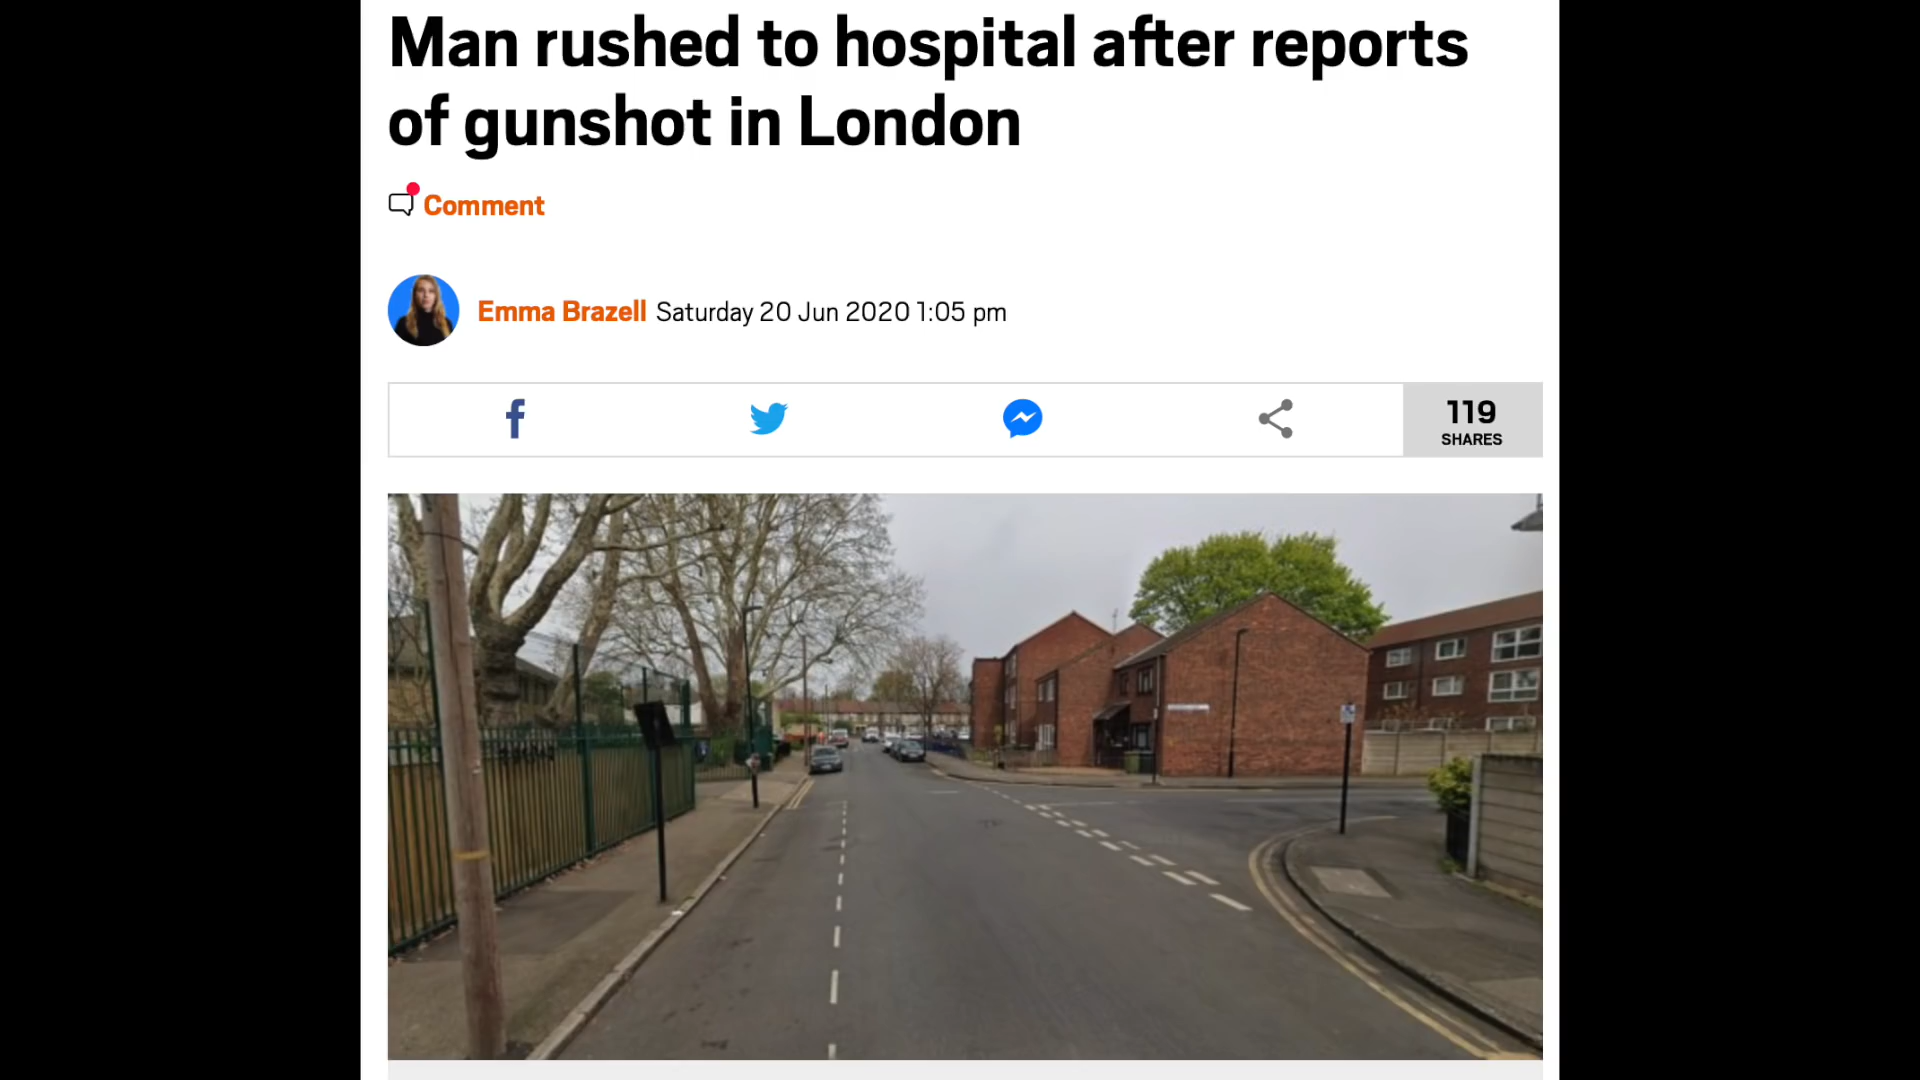 Man rushed to hospital after reports
of gunshot in London
Comment
Emma Brazell Saturday 20 Jun 2020 1:05 pm
119
SHARES